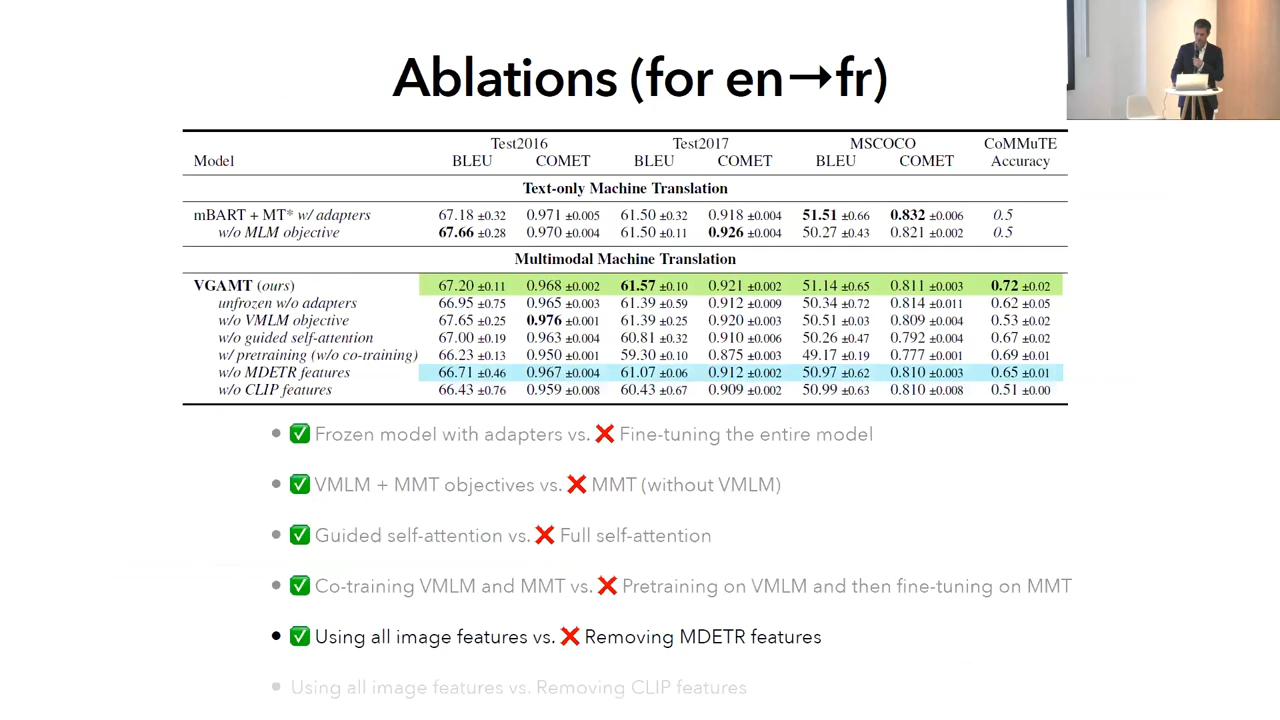 Ablations (for en→fr)
Test2016 Test2017 MSCOCO CoMMuTE
Model BLEU COMET BLEU COMET BLEU COMET Accuracy
Text-only Machine Translation
mBART + MT* w/ adapters 67.18 ±0.32 0.971 ±0.005 61.50 ±0.32 0.918 ±0.004 51.51 ±0.66 0.832 ±0.006 0.5
w/o MLM objective 67.66 ±0.28 0.970 ±0.004 61.50 ±0.11 0.926 ±0.004 50.27 ±0.43 0.821 ±0.002 0.5
Multimodal Machine Translation
VGAMT (ours) 67.20 ±0.11 0.968 ±0.002 61.57 ±0.10 0.921 ±0.002 51.14 ±0.65 0.811 ±0.003 0.72 ±0.02
unfrozen w/o adapters 66.95 ±0.75 0.965 ±0.003 61.39 ±0.59 0.912 ±0.009 50.34 ±0.72 0.814 ±0.011 0.62 ±0.05
w/o VMLM objective 67.65 ±0.25 0.976 ±0.001 61.39 ±0.25 0.920 ±0.003 50.51 ±0.03 0.809 ±0.004 0.53 ±0.02
w/o guided self-attention 67.00 ±0.19 0.963 ±0.004 60.81 ±0.32 0.910 ±0.006 50.26 ±0.47 0.792 ±0.004 0.67 ±0.02
w/ pretraining (w/o co-training) 66.23 ±0.13 0.950 ±0.001 59.30 ±0.10 0.875 ±0.003 49.17 ±0.19 0.777 ±0.001 0.69 ±0.01
w/o MDETR features 66.71 ±0.46 0.967 ±0.004 61.07 ±0.06 0.912 ±0.002 50.97 ±0.62 0.810 ±0.003 0.65 ±0.01
w/o CLIP features 66.43 ±0.76 0.959 ±0.008 60.43 ±0.67 0.909 ±0.002 50.99 ±0.63 0.810 ±0.008 0.51 ±0.00
• ✅ Frozen model with adapters vs. ❌ Fine-tuning the entire model
• ✅ VMLM + MMT objectives vs. ❌ MMT (without VMLM)
• ✅ Guided self-attention vs. ❌ Full self-attention
• ✅ Co-training VMLM and MMT vs. ❌ Pretraining on VMLM and then fine-tuning on MMT
• ✅ Using all image features vs. ❌ Removing MDETR features
• Using all image features vs. Removing CLIP features